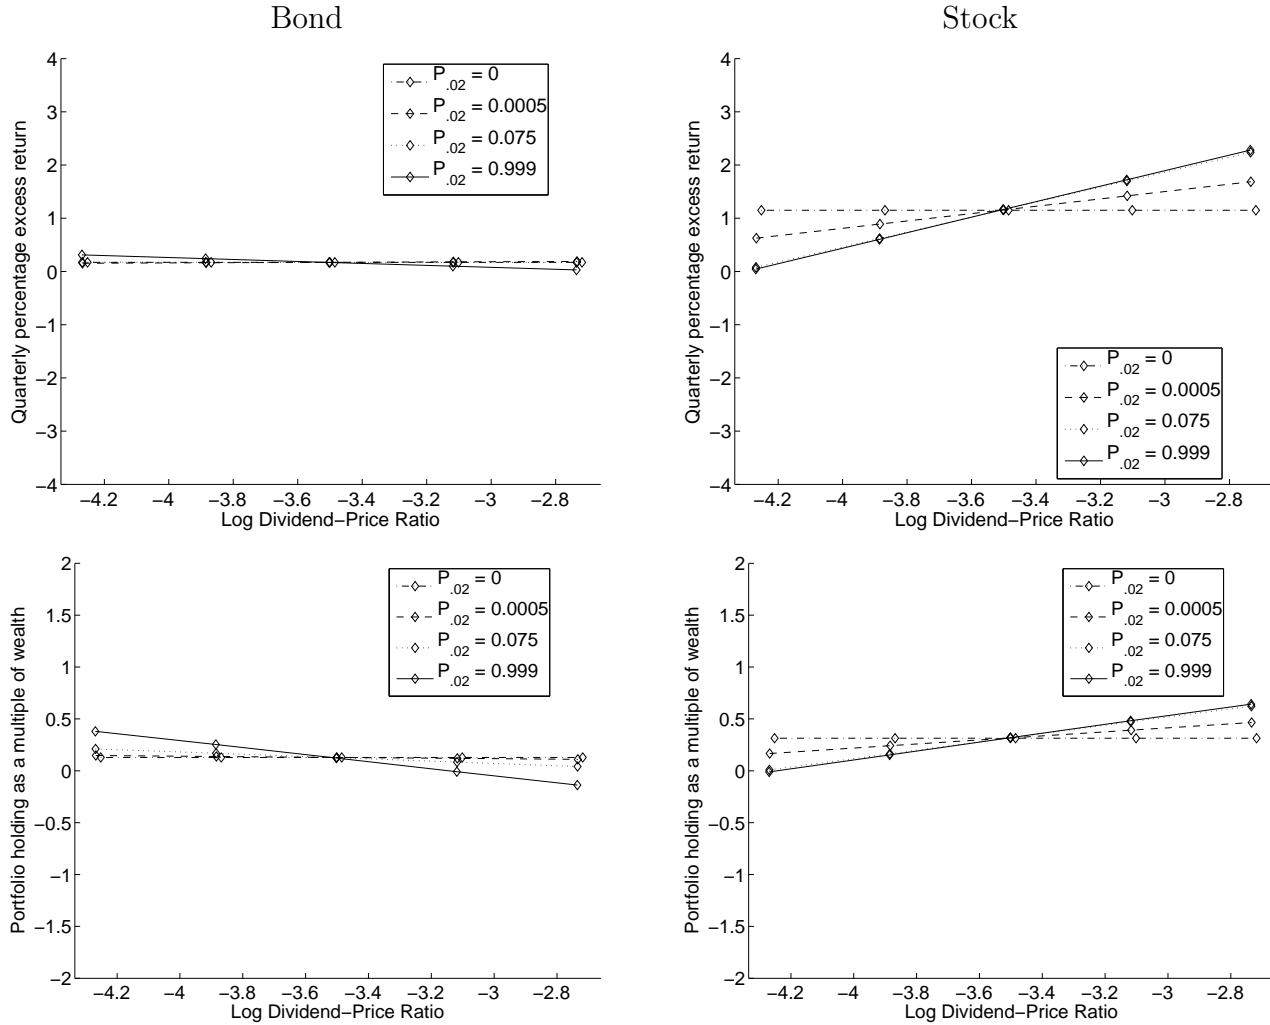 Bond
Stock
4
3
2
1
0
−1
−2
−3
−4
−4.2 −4 −3.8 −3.6 −3.4 −3.2 −3 −2.8
Log Dividend−Price Ratio
Quarterly percentage excess return
P.02 = 0
P.02 = 0.0005
P.02 = 0.075
P.02 = 0.999
4
3
2
1
0
−1
−2
−3
−4
−4.2 −4 −3.8 −3.6 −3.4 −3.2 −3 −2.8
Log Dividend−Price Ratio
Quarterly percentage excess return
P.02 = 0
P.02 = 0.0005
P.02 = 0.075
P.02 = 0.999
2
1.5
1
0.5
0
−0.5
−1
−1.5
−2
−4.2 −4 −3.8 −3.6 −3.4 −3.2 −3 −2.8
Log Dividend−Price Ratio
Portfolio holding as a multiple of wealth
P.02 = 0
P.02 = 0.0005
P.02 = 0.075
P.02 = 0.999
2
1.5
1
0.5
0
−0.5
−1
−1.5
−2
−4.2 −4 −3.8 −3.6 −3.4 −3.2 −3 −2.8
Log Dividend−Price Ratio
Portfolio holding as a multiple of wealth
P.02 = 0
P.02 = 0.0005
P.02 = 0.075
P.02 = 0.999